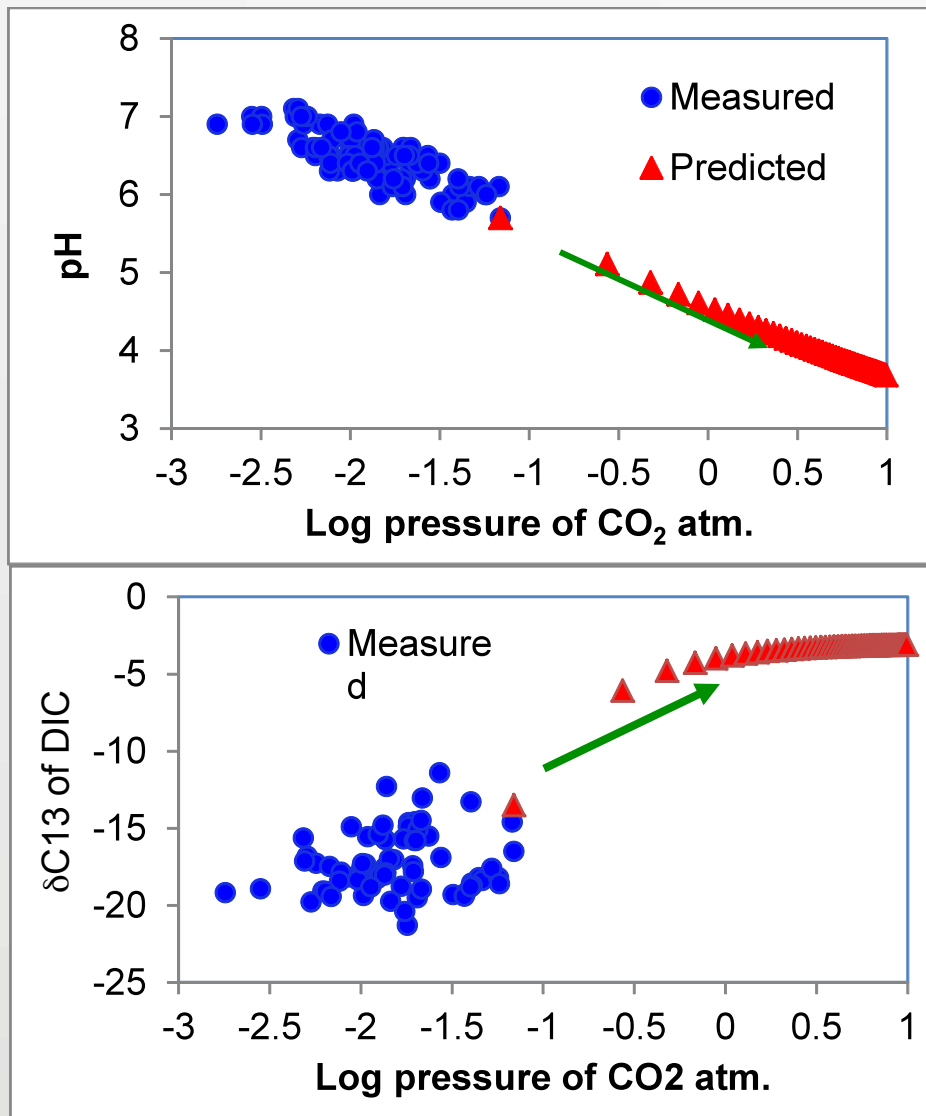 8
7
6
5
4
3
pH
Measured
Predicted
-3 -2.5 -2 -1.5 -1 -0.5 0 0.5 1
Log pressure of CO₂ atm.
0
-5
-10
-15
-20
-25
δC13 of DIC
Measure
d
-3 -2.5 -2 -1.5 -1 -0.5 0 0.5 1
Log pressure of CO2 atm.